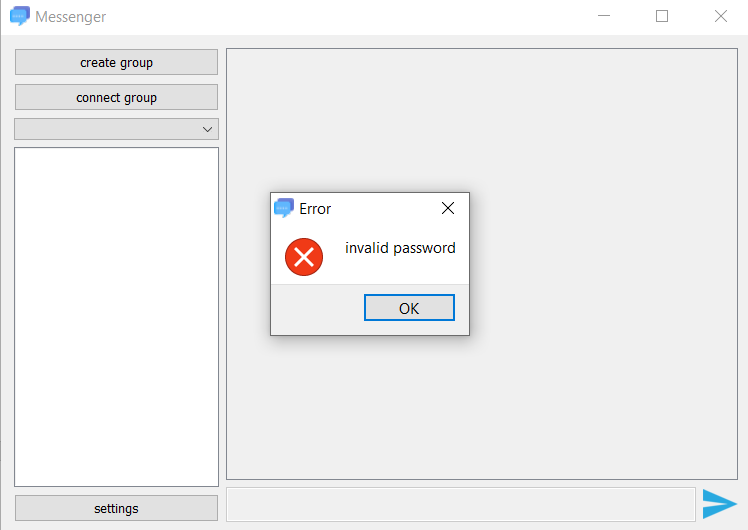 Messenger
create group
connect group
Error
invalid password
OK
settings